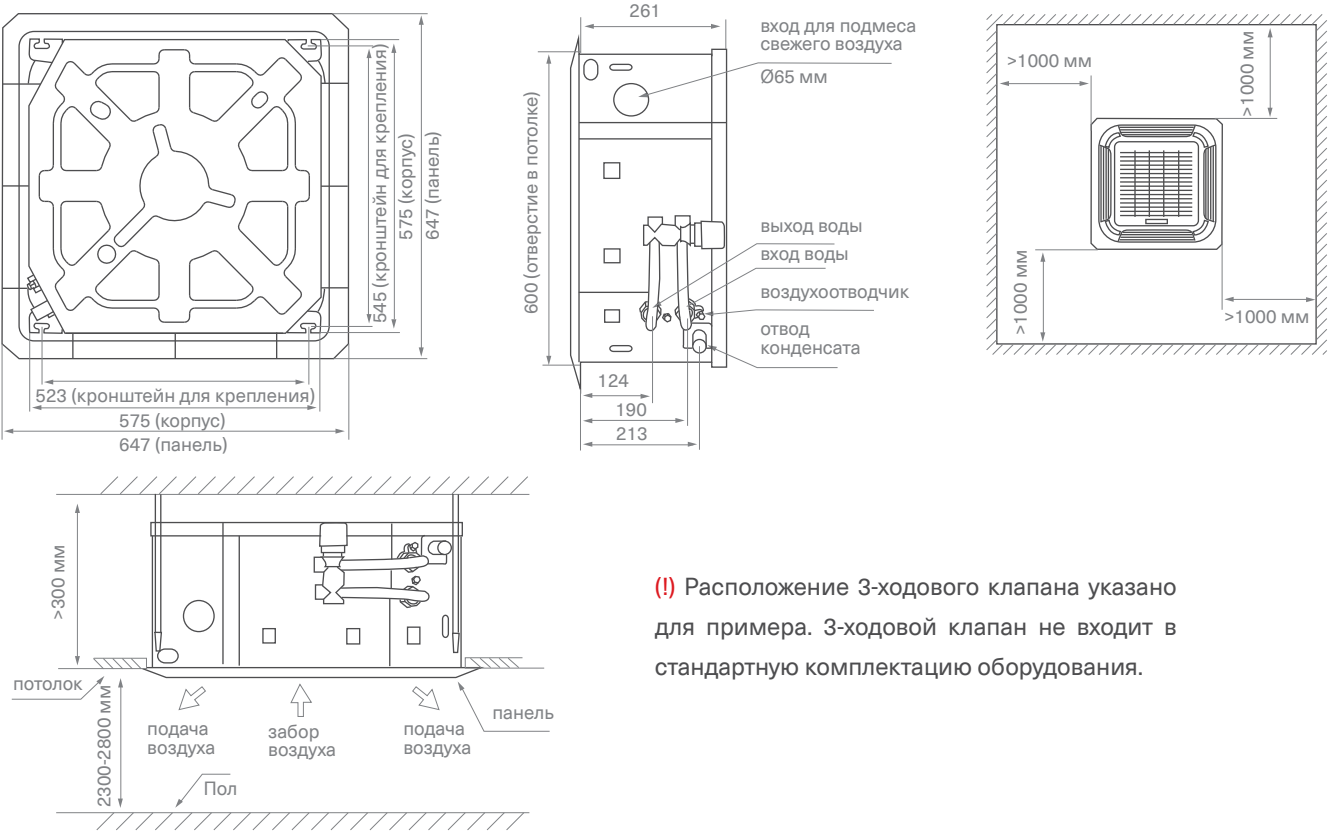 545 (кронштейн для крепления)
575 (корпус)
647 (панель)
523 (кронштейн для крепления)
575 (корпус)
647 (панель)
261
600 (отверстие в потолке)
вход для подмеса
свежего воздуха
Ø65 мм
выход воды
вход воды
воздухоотводчик
отвод
конденсата
124
190
213
>1000 мм
>1000 мм
>1000 мм
>1000 мм
>300 мм
потолок
2300-2800 мм
подача
воздуха
забор
воздуха
подача
воздуха
панель
Пол
(!) Расположение 3-ходового клапана указано
для примера. 3-ходовой клапан не входит в
стандартную комплектацию оборудования.